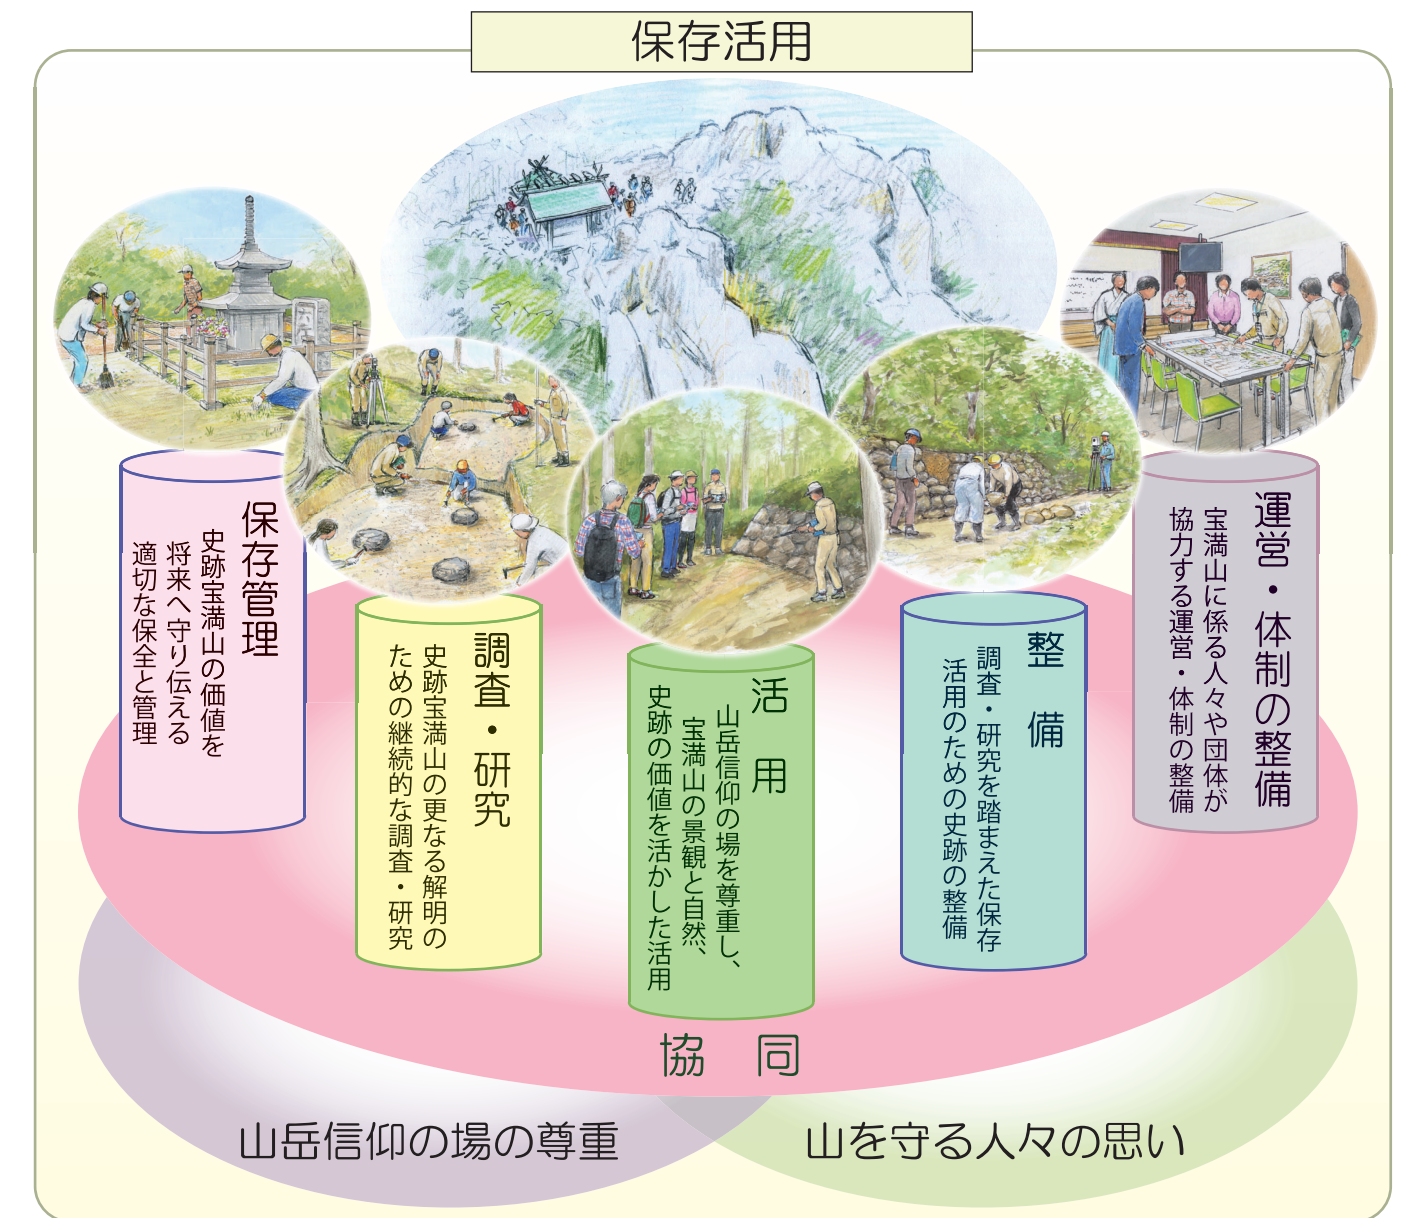 保存活用
保存管理
史跡宝満山の価値を
将来へ守り伝える
適切な保全と管理
調査・研究
史跡宝満山の更なる解明の
ための継続的な調査・研究
活用
山岳信仰の場を尊重し、
宝満山の景観と自然、
史跡の価値を活かした活用
整備
調査・研究を踏まえた保存
活用のための史跡の整備
運営・体制の整備
宝満山に係る人々や団体が
協力する運営・体制の整備
協同
山岳信仰の場の尊重
山を守る人々の思い